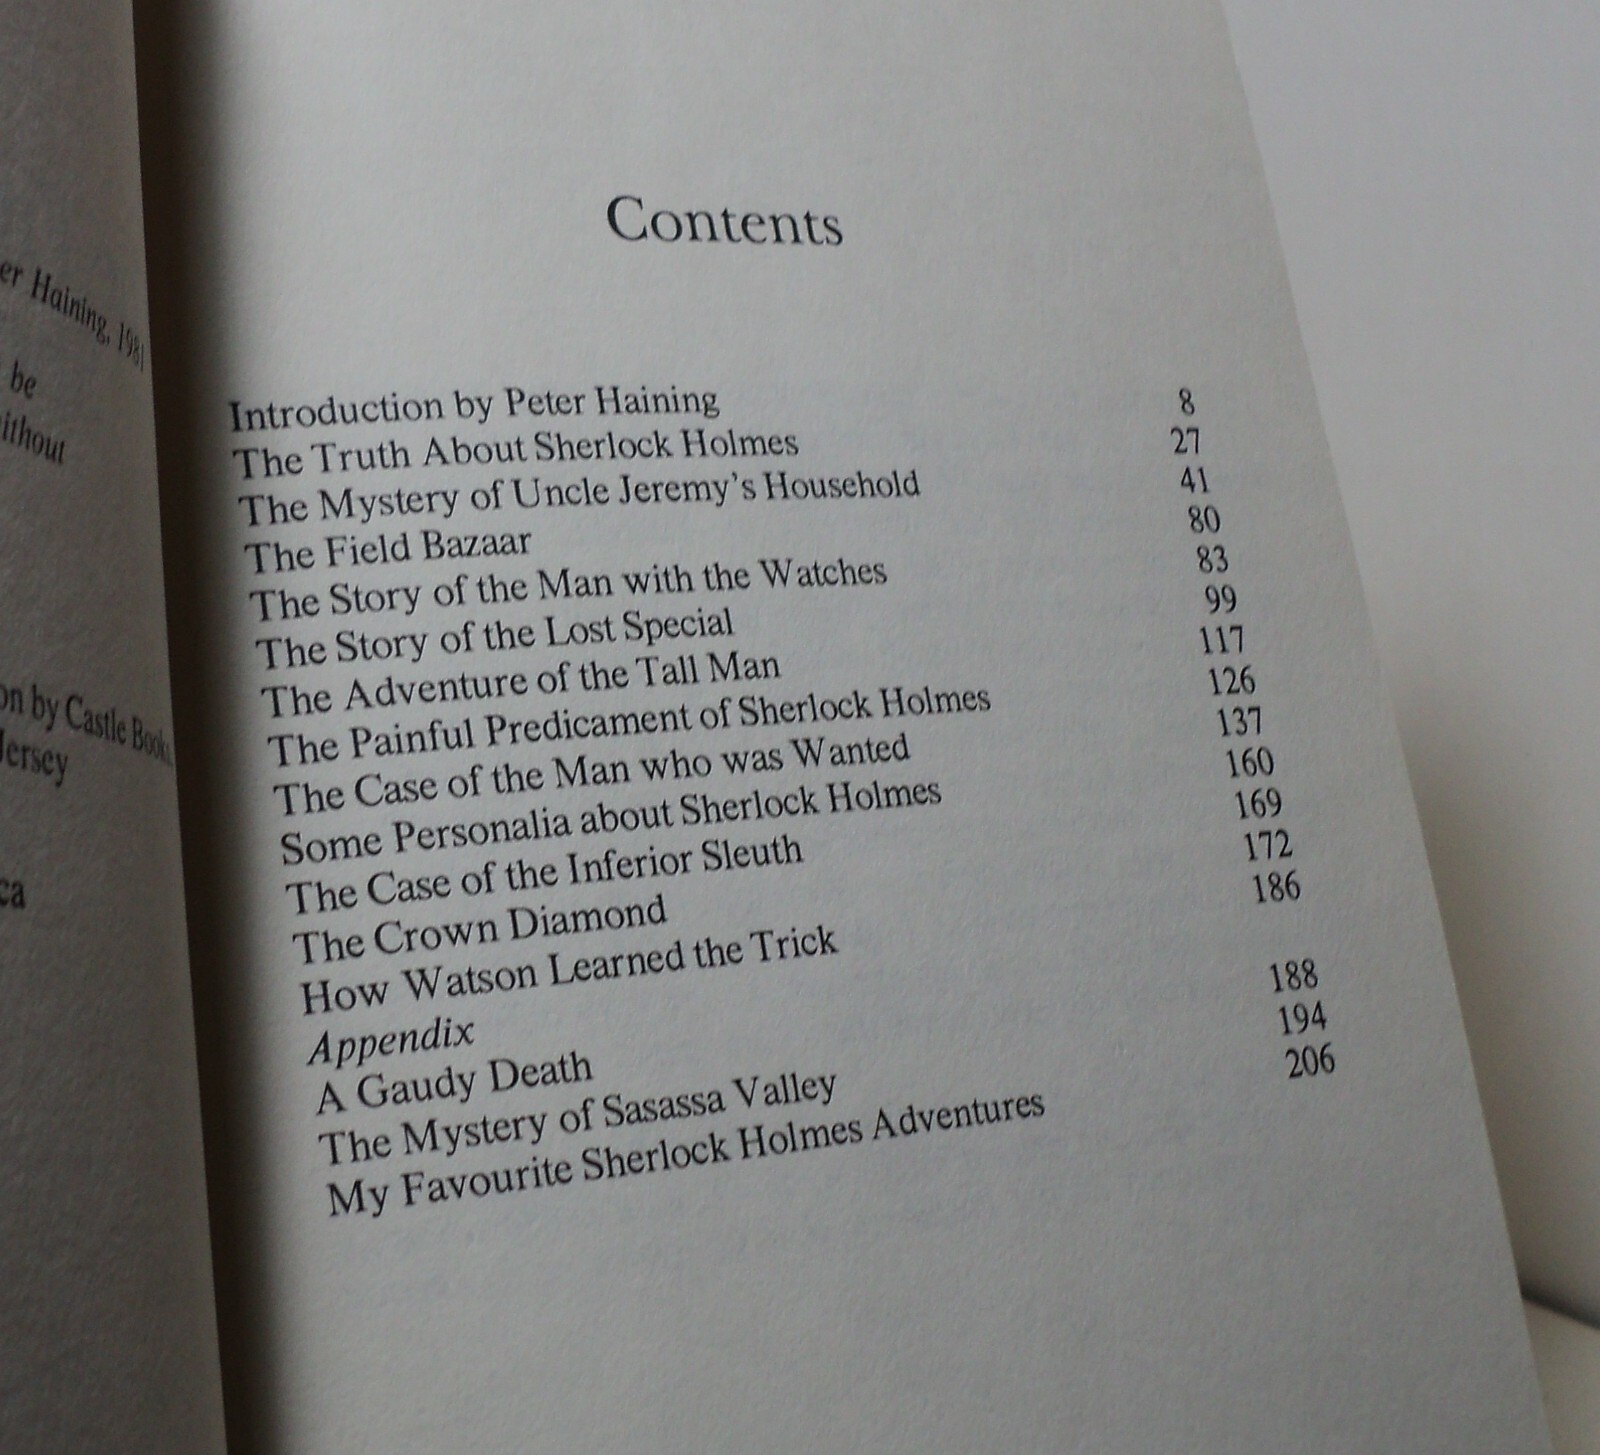 er Haining, 1981
be
ithout
on by Castle Books,
Jersey
ca
Contents
Introduction by Peter Haining 8
The Truth About Sherlock Holmes 27
The Mystery of Uncle Jeremy's Household 41
The Field Bazaar 80
The Story of the Man with the Watches 83
The Story of the Lost Special 99
The Adventure of the Tall Man 117
The Painful Predicament of Sherlock Holmes 126
The Case of the Man who was Wanted 137
Some Personalia about Sherlock Holmes 160
The Case of the Inferior Sleuth 169
The Crown Diamond 172
How Watson Learned the Trick 186
Appendix
A Gaudy Death 188
The Mystery of Sasassa Valley 194
My Favourite Sherlock Holmes Adventures 206